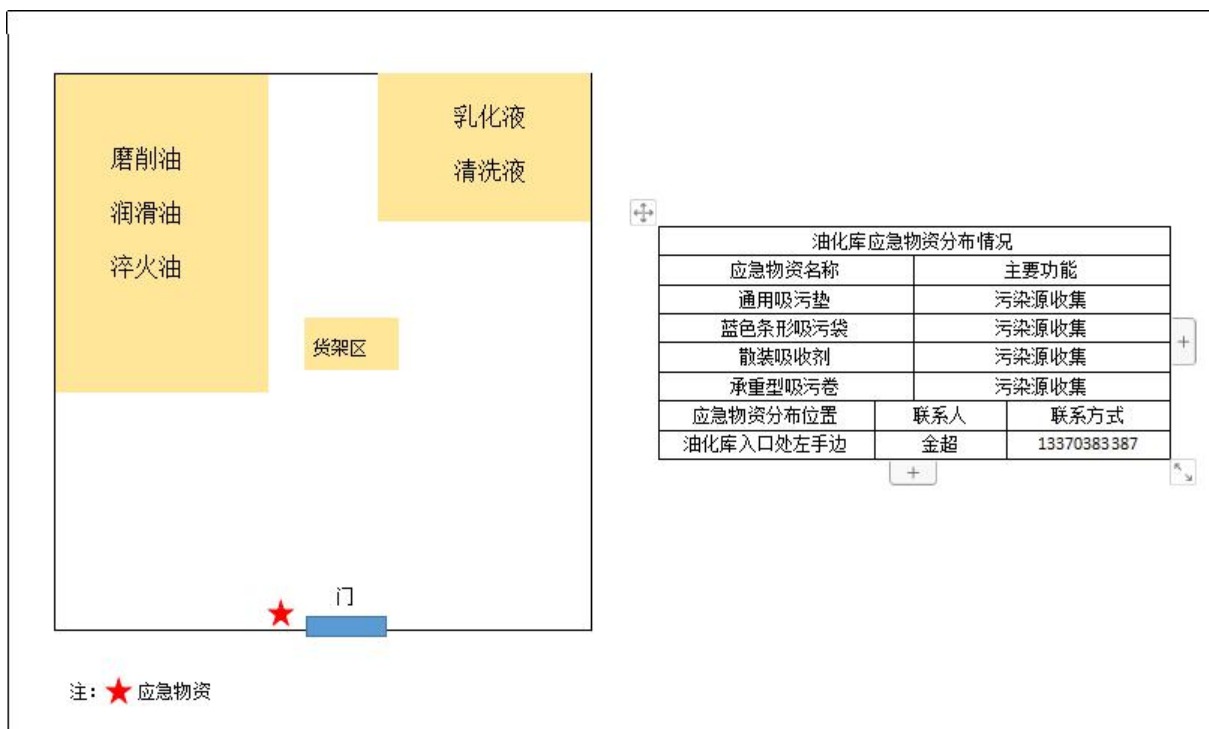 磨削油
润滑油
淬火油
乳化液
清洗液
货架区
门
注：★应急物资
油化库应急物资分布情况
应急物资名称 主要功能
通用吸污垫 污染源收集
蓝色条形吸污袋 污染源收集
散装吸收剂 污染源收集
承重型吸污卷 污染源收集
应急物资分布位置 联系人 联系方式
油化库入口处左手边 金超 13370383387